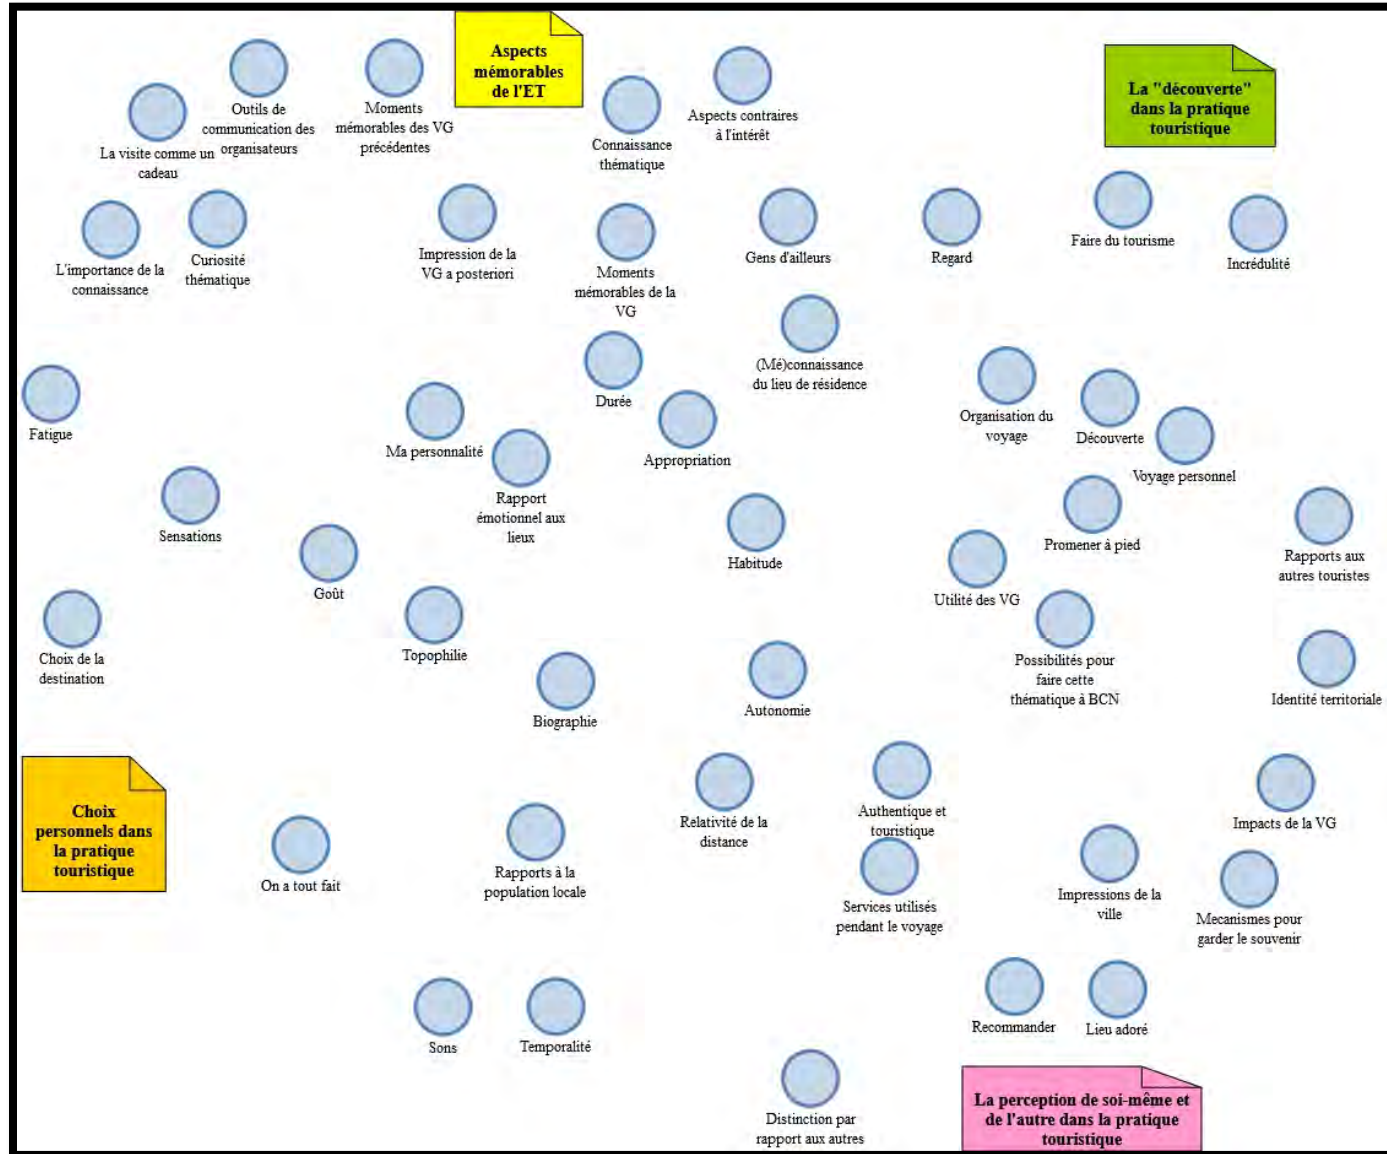 Aspects
mémorables
de l'ET
La "découverte"
dans la pratique
touristique
La visite comme un
cadeau
Outils de
communication des
organisateurs
Moments
mémorables des VG
précédentes
Connaissance
thématique
Aspects contraires
à l'intérêt
L'importance de la
connaissance
Curiosité
thématique
Impression de la
VG a posteriori
Moments
mémorables de la
VG
Gens d'ailleurs
Regard
Faire du tourisme
Incrédulité
(Mé)connaissance
du lieu de résidence
Fatigue
Ma personnalité
Durée
Appropriation
Organisation du
voyage
Découverte
Voyage personnel
Sensations
Rapport
émotionnel aux
lieux
Habitude
Promener à pied
Rapports aux
autres touristes
Goût
Utilité des VG
Choix de la
destination
Topophilie
Biographie
Autonomie
Possibilités pour
faire cette
thématique à BCN
Identité territoriale
Choix
personnels dans
la pratique
touristique
On a tout fait
Rapports à la
population locale
Relativité de la
distance
Authentique et
touristique
Impacts de la VG
Services utilisés
pendant le voyage
Impressions de la
ville
Mecanismes pour
garder le souvenir
Sons
Temporalité
Recommander
Lieu adoré
Distinction par
rapport aux autres
La perception de soi-même et
de l'autre dans la pratique
touristique